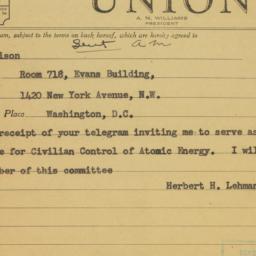 UNION
A. N. WILLIAMS
PRESIDENT
am, subject to the terms on back hereof, which are hereby agreed to
Sent am
ison
Room 718, Evans Building,
1420 New York Avenue, N.W.
Place Washington, D.C.
receipt of your telegram inviting me to serve as
e for Civilian Control of Atomic Energy. I wil
ber of this committee
Herbert H. Lehman